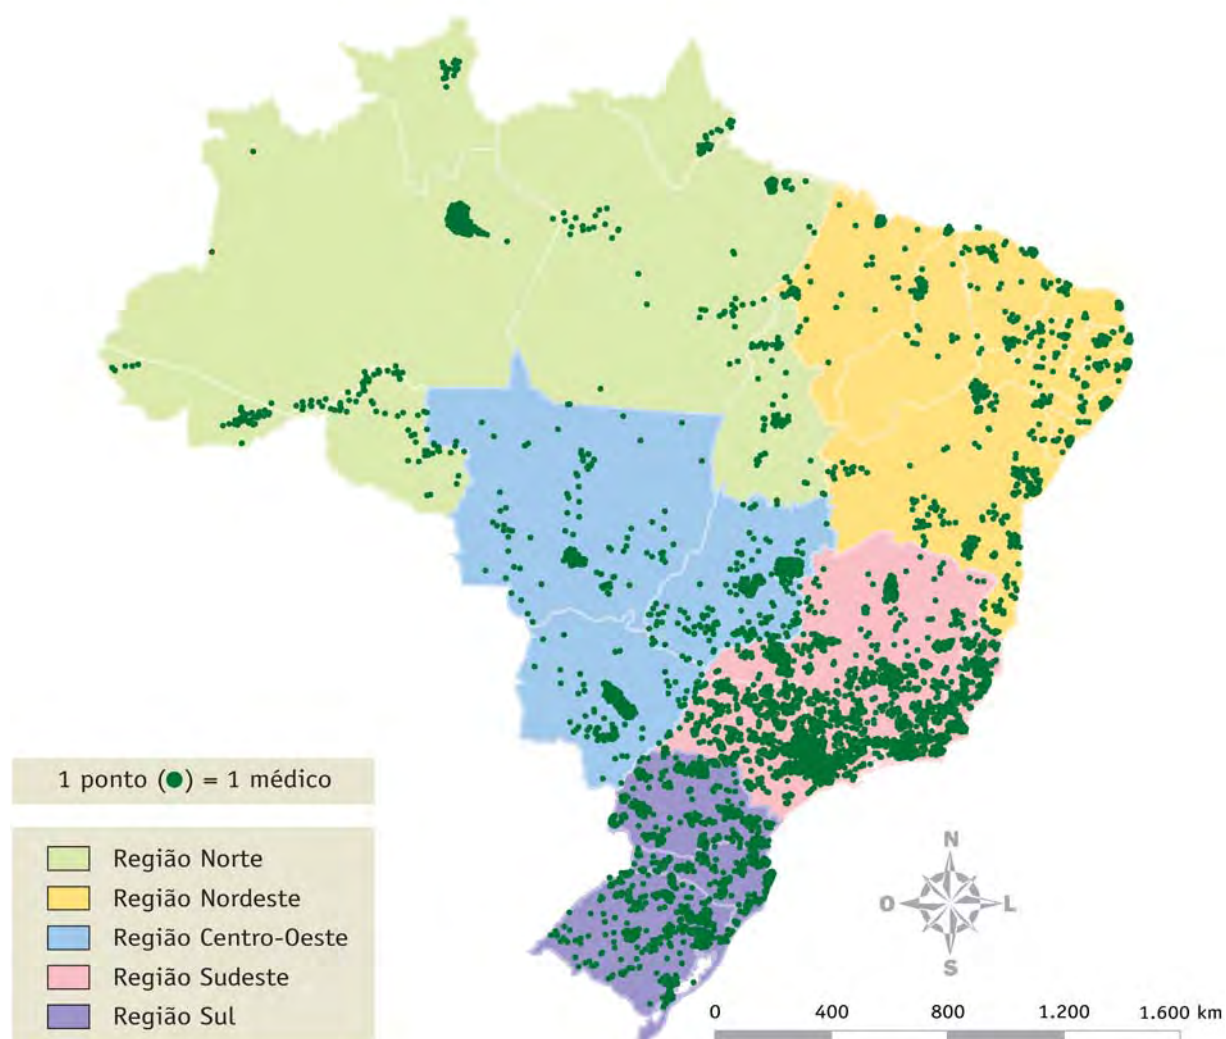 1 ponto (●) = 1 médico
Região Norte
Região Nordeste
Região Centro-Oeste
Região Sudeste
Região Sul
N
O
L
S
0 400 800 1.200 1.600 km